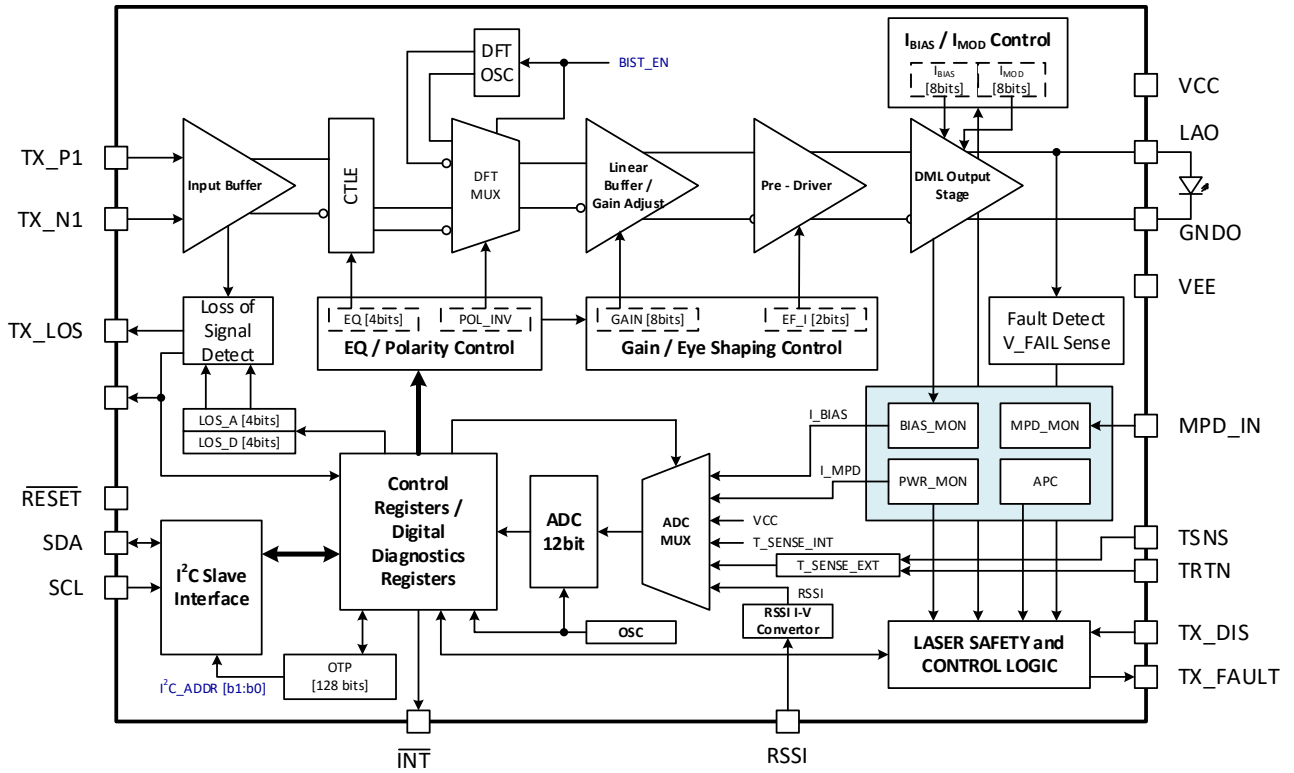 DFT
OSC
BIST_EN
I_BIAS / I_MOD Control
I_BIAS
[8bits]
I_MOD
[8bits]
VCC
LAO
TX_P1
Input Buffer
CTLE
DFT
MUX
Linear
Buffer /
Gain Adjust
Pre - Driver
DML Output
Stage
TX_N1
GNDO
VEE
TX_LOS
Loss of
Signal
Detect
EQ [4bits]
POL_INV
EQ / Polarity Control
GAIN [8bits]
EF_I [2bits]
Gain / Eye Shaping Control
Fault Detect
V_FAIL Sense
LOS_A [4bits]
LOS_D [4bits]
I_BIAS
BIAS_MON
MPD_MON
MPD_IN
I_MPD
PWR_MON
APC
RESET
Control
Registers /
Digital
Diagnostics
Registers
ADC
12bit
ADC
MUX
VCC
T_SENSE_INT
T_SENSE_EXT
TSNS
TRTN
SDA
SCL
I²C Slave
Interface
RSSI
RSSI I-V
Convertor
OSC
LASER SAFETY and
CONTROL LOGIC
TX_DIS
TX_FAULT
OTP
[128 bits]
I²C_ADDR [b1:b0]
INT
RSSI